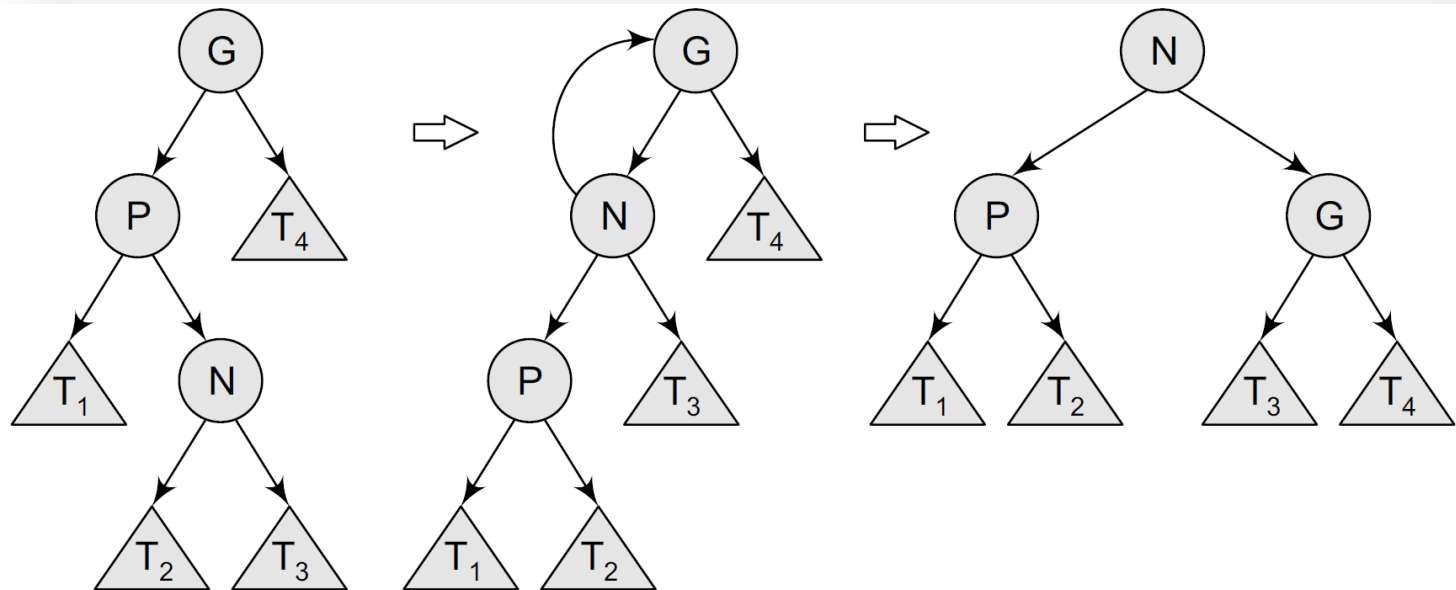 G G N
P T₄ N T₄ P G
T₁ N P T₃ T₁ T₂ T₃ T₄
T₂ T₃ T₁ T₂